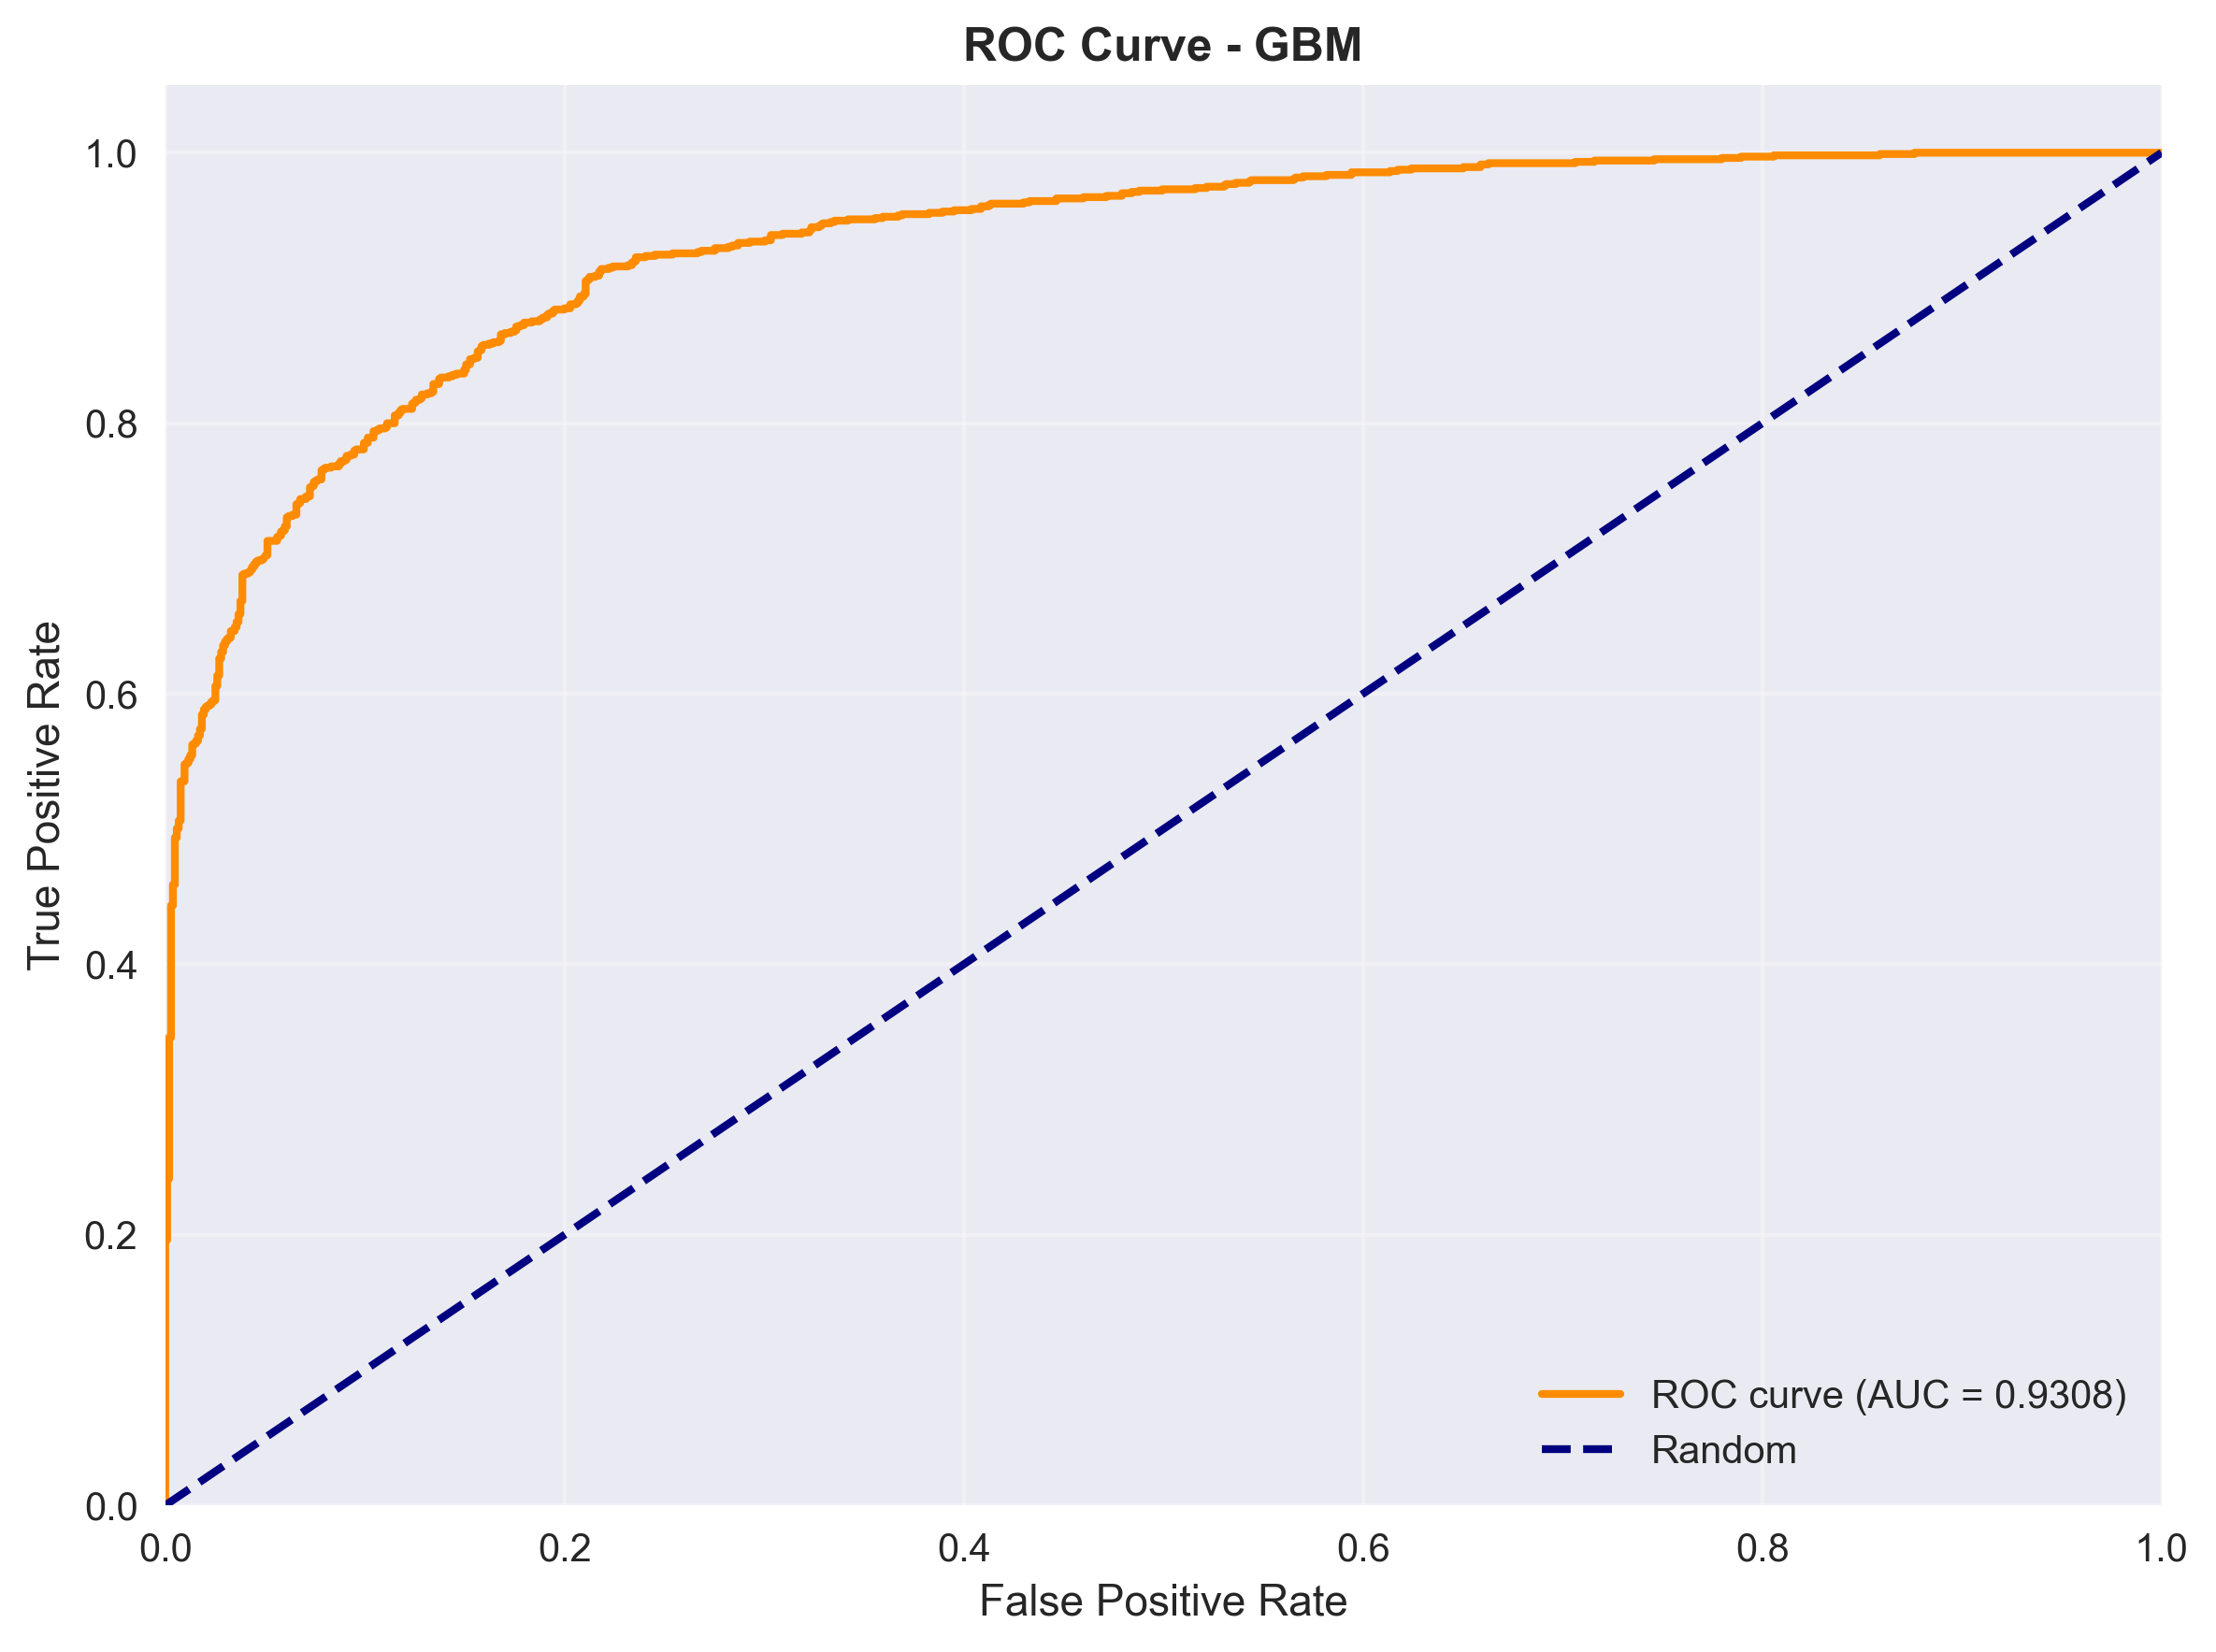 ROC Curve - GBM
True Positive Rate
1.0
0.8
0.6
0.4
0.2
0.0
ROC curve (AUC = 0.9308)
Random
0.0 0.2 0.4 0.6 0.8 1.0
False Positive Rate